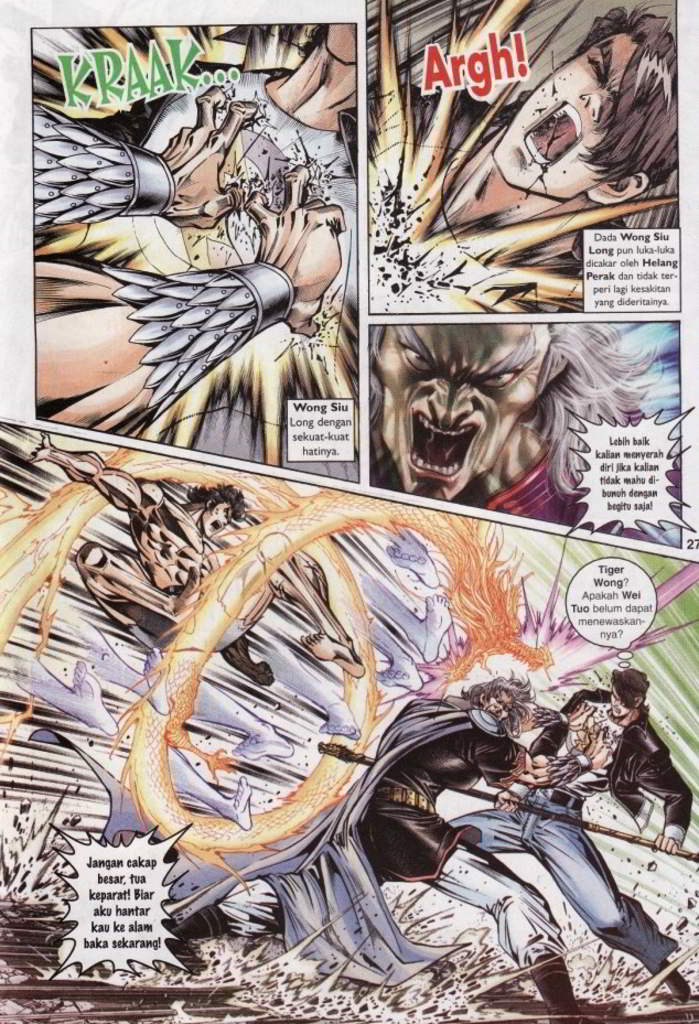 KRAAK...
Wong Siu
Long dengan
sekuat-kuat
hatinya.
Argh!
Dada Wong Siu
Long pun luka-luka
dicakar oleh Helang
Perak dan tidak ter-
peri lagi kesakitan
yang dideritainya.
Lebih baik
kalian menyerah
diri jika kalian
tidak mahu di-
bunuh dengan
begitu saja!
27
Tiger
Wong?
Apakah Wei
Tuo belum dapat
menewaskan-
nya?
Jangan cakap
besar, tua
keparat! Biar
aku hantar
kau ke alam
baka sekarang!